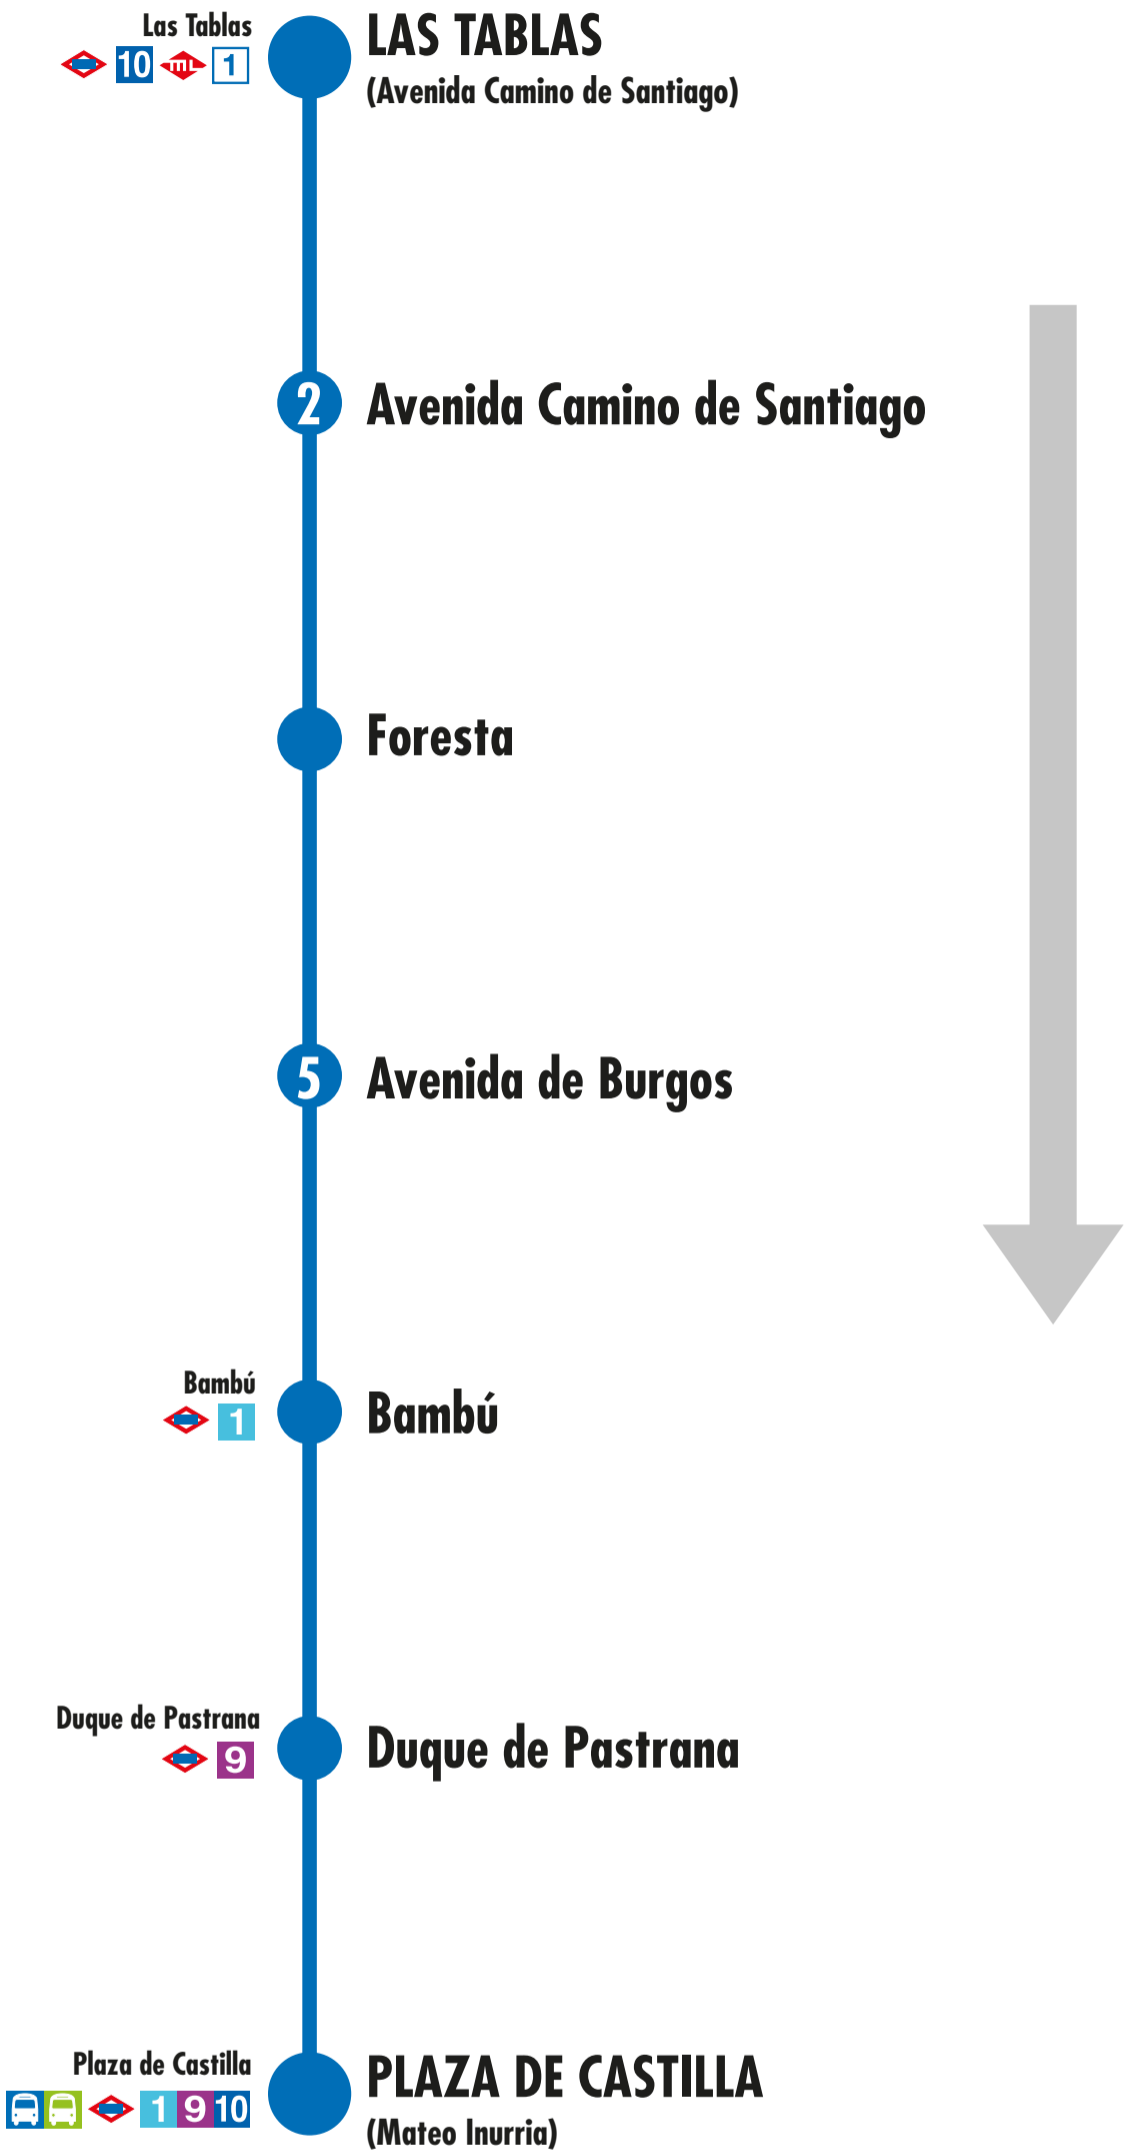 Las Tablas
10 ML 1
LAS TABLAS
(Avenida Camino de Santiago)
2 Avenida Camino de Santiago
Foresta
5 Avenida de Burgos
Bambú
1
Bambú
Duque de Pastrana
9
Duque de Pastrana
Plaza de Castilla
1 9 10
PLAZA DE CASTILLA
(Mateo Inurria)